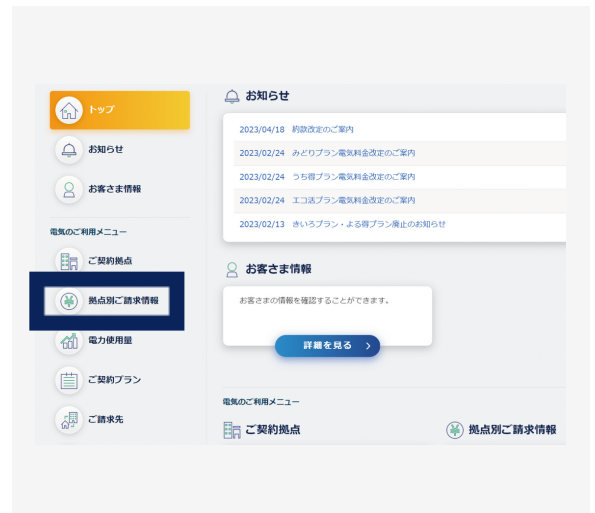 トップ
お知らせ
お客さま情報
電気のご利用メニュー
ご契約拠点
拠点別ご請求情報
電力使用量
ご契約プラン
ご請求先
お知らせ
2023/04/18 約款改定のご案内
2023/02/24 みどりプラン電気料金改定のご案内
2023/02/24 うち得プラン電気料金改定のご案内
2023/02/24 エコ活プラン電気料金改定のご案内
2023/02/13 きいろプラン・よる得プラン廃止のお知らせ
お客さま情報
お客さまの情報を確認することができます。
詳細を見る
電気のご利用メニュー
ご契約拠点
拠点別ご請求情報